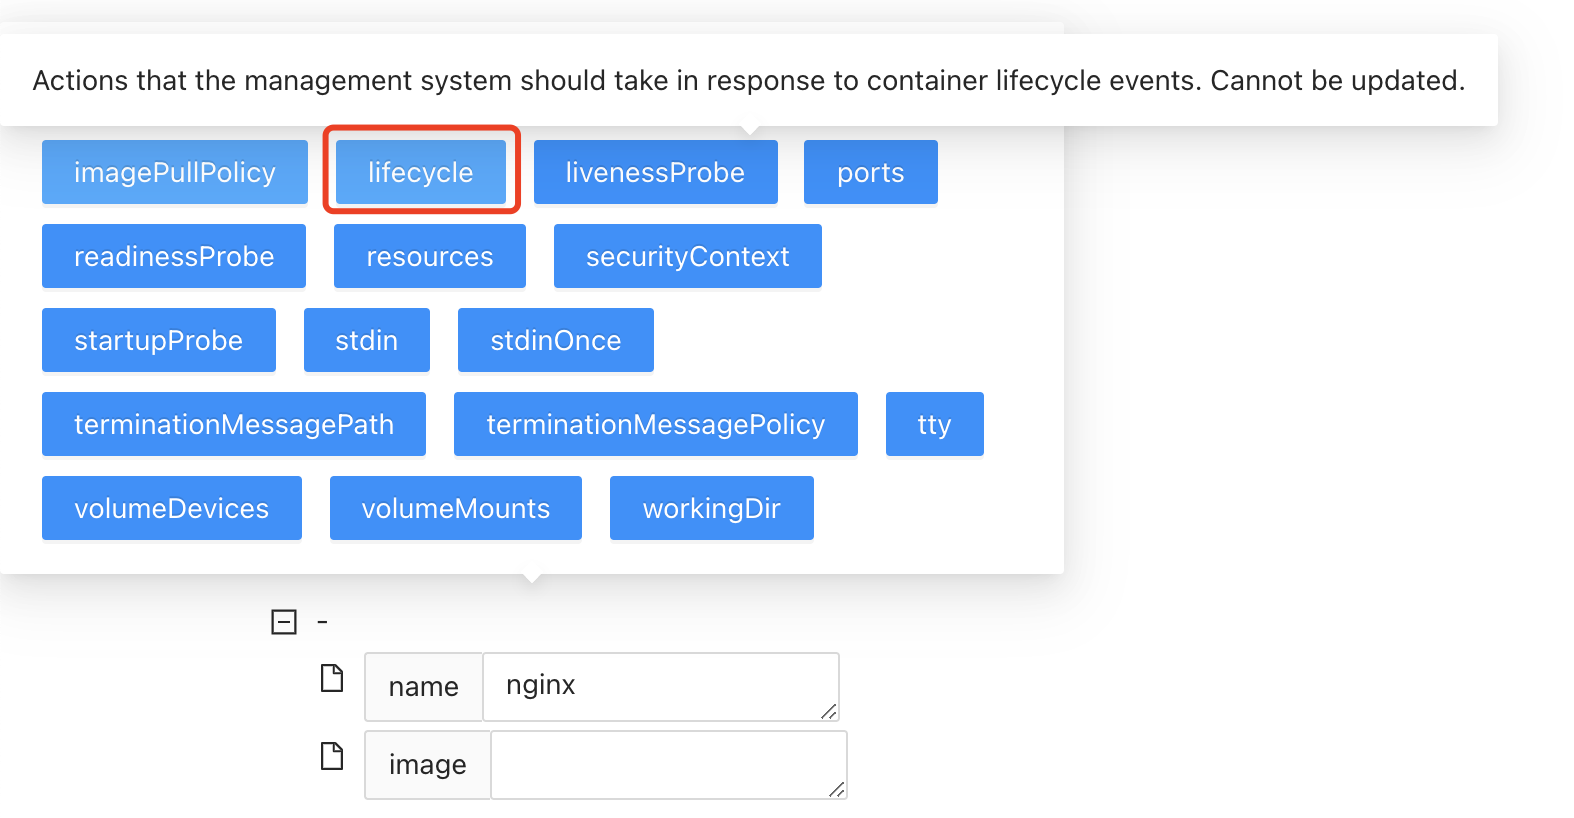 Actions that the management system should take in response to container lifecycle events. Cannot be updated.
imagePullPolicy lifecycle livenessProbe ports
readinessProbe resources securityContext
startupProbe stdin stdinOnce
terminationMessagePath terminationMessagePolicy tty
volumeDevices volumeMounts workingDir
-
name nginx
image